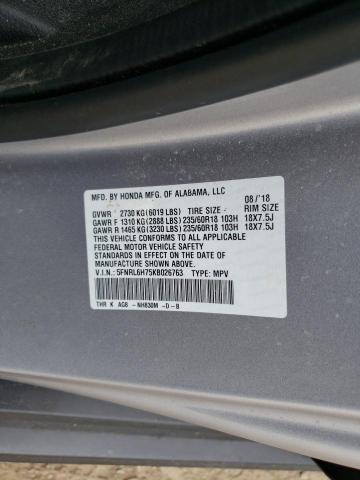 MFD. BY HONDA MFG. OF ALABAMA, LLC 08/'18
GVWR 2730 KG (6019 LBS) TIRE SIZE RIM SIZE
GAWR F 1310 KG (2888 LBS) 235/60R18 103H 18X7.5J
GAWR R 1465 KG (3230 LBS) 235/60R18 103H 18X7.5J
THIS VEHICLE CONFORMS TO ALL APPLICABLE
FEDERAL MOTOR VEHICLE SAFETY
STANDARDS IN EFFECT ON THE DATE OF
MANUFACTURE SHOWN ABOVE.
V.I.N.: 5FNRL6H75KB026763 TYPE: MPV
THR K AG8 -NH830M -D-B